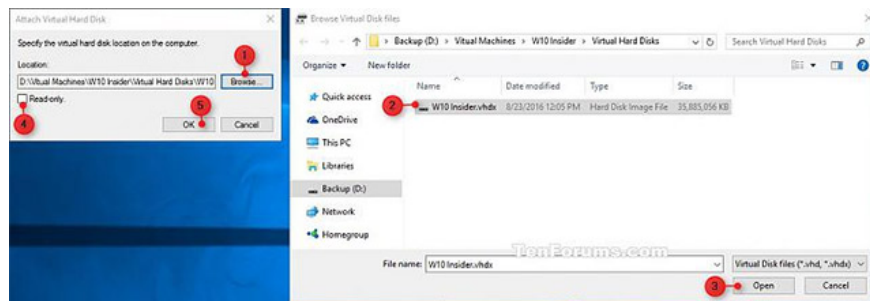 Attach Virtual Hard Disk
Specify the virtual hard disk location on the computer.
Location:
D:\Vitual Machines\W10 Insider\Virtual Hard Disks\W10
Browse...
Read-only.
OK
Cancel
1
4
5
Browse Virtual Disk files
Backup (D:) > Vitual Machines > W10 Insider > Virtual Hard Disks
Search Virtual Hard Disks
Organize
New folder
Name
Date modified
Type
Size
Quick access
OneDrive
This PC
Libraries
Backup (D:)
Network
Homegroup
2
W10 Insider.vhdx
8/23/2016 12:05 PM
Hard Disk Image File
35,885,056 KB
TenForums.com
File name:
W10 Insider.vhdx
Virtual Disk files (*.vhd, *.vhdx)
3
Open
Cancel